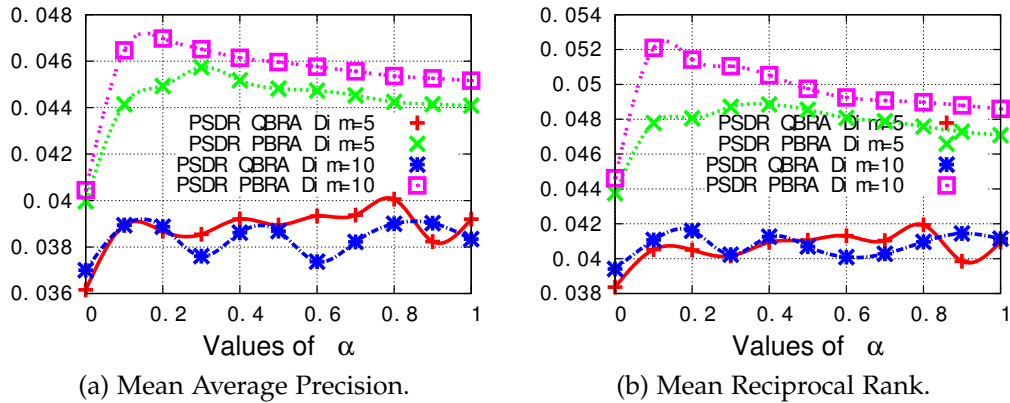 0.048
0.046
0.044
0.042
0.04
0.038
0.036
0 0.2 0.4 0.6 0.8 1
Values of α
PSDR QBRA Dim=5
PSDR PBRA Dim=5
PSDR QBRA Dim=10
PSDR PBRA Dim=10
(a) Mean Average Precision.
0.054
0.052
0.05
0.048
0.046
0.044
0.042
0.04
0.038
0 0.2 0.4 0.6 0.8 1
Values of α
PSDR QBRA Dim=5
PSDR PBRA Dim=5
PSDR QBRA Dim=10
PSDR PBRA Dim=10
(b) Mean Reciprocal Rank.